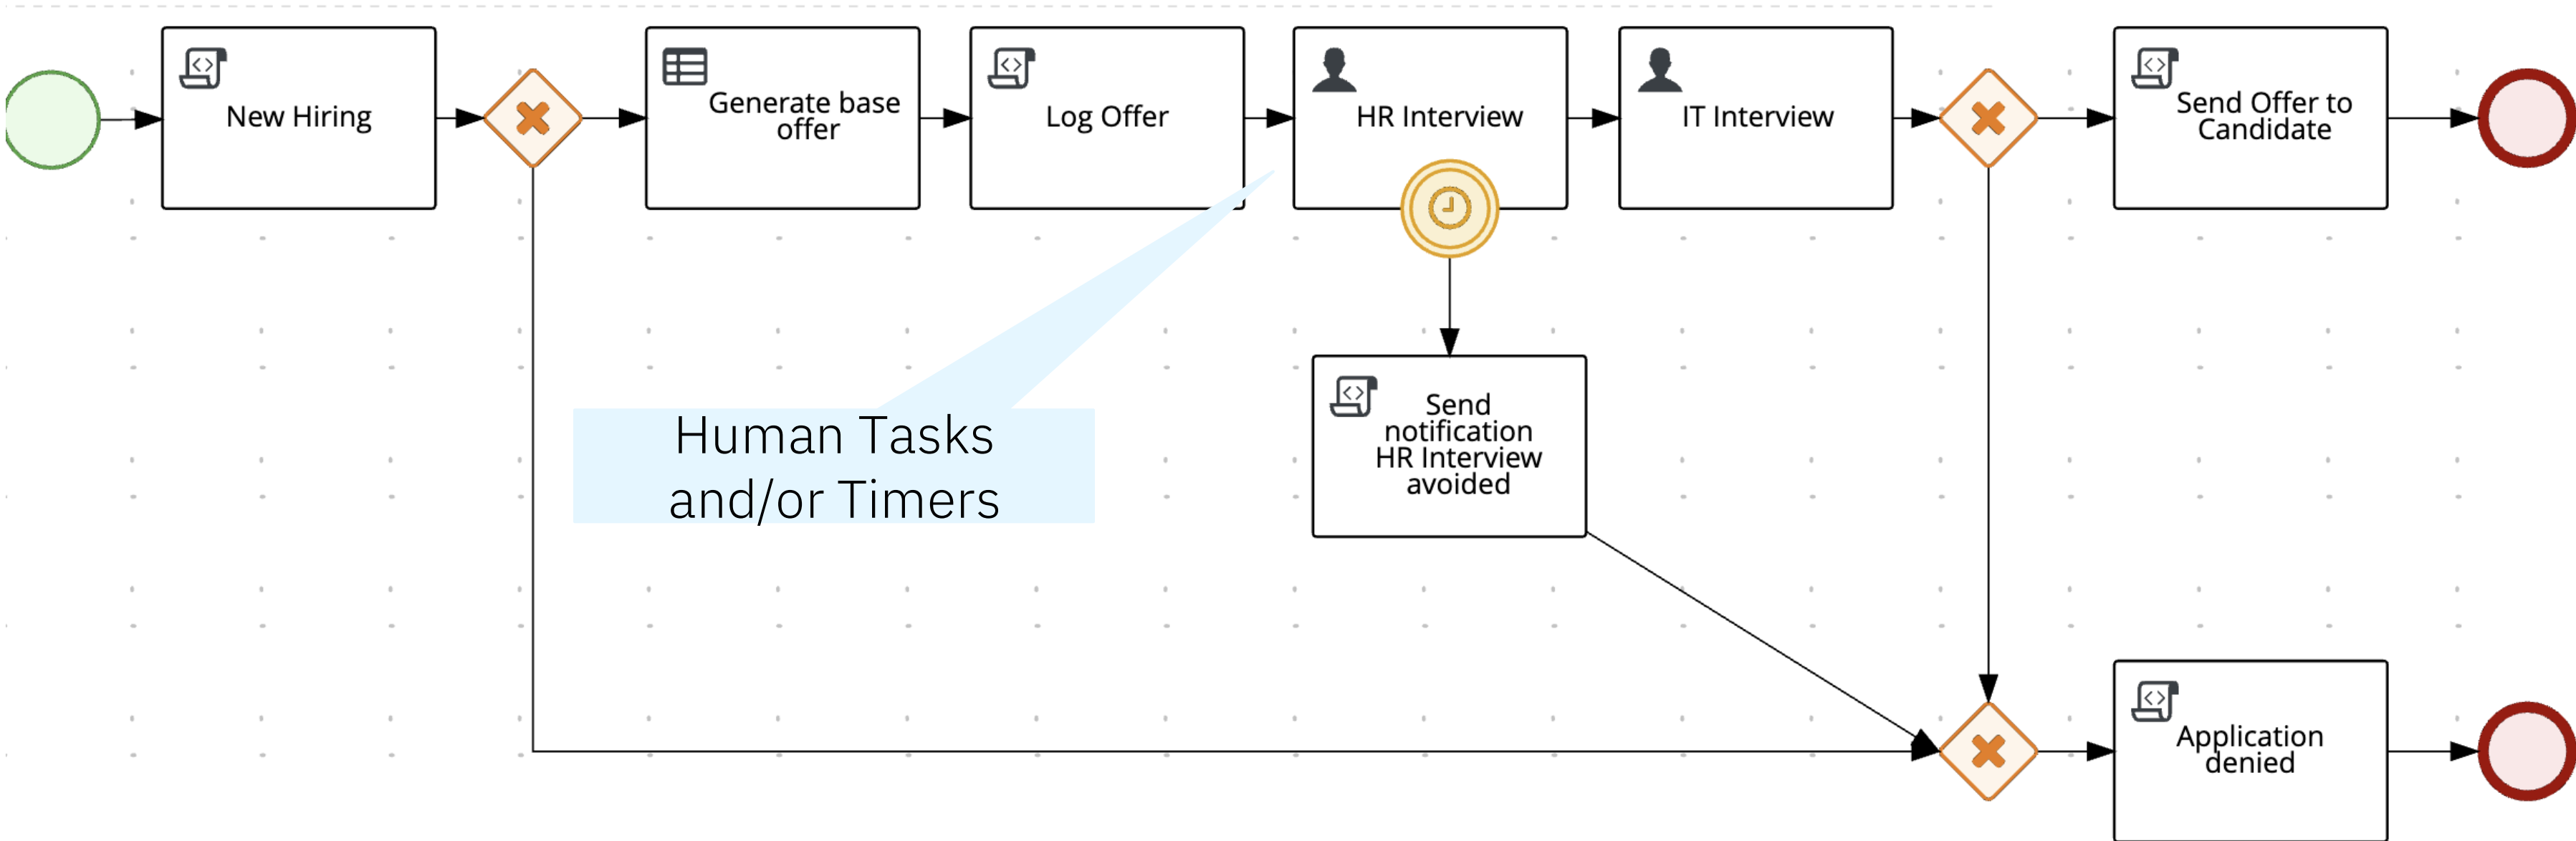 New Hiring
Generate base
offer
Log Offer
HR Interview
IT Interview
Send Offer to
Candidate
Human Tasks
and/or Timers
Send
notification
HR Interview
avoided
Application
denied